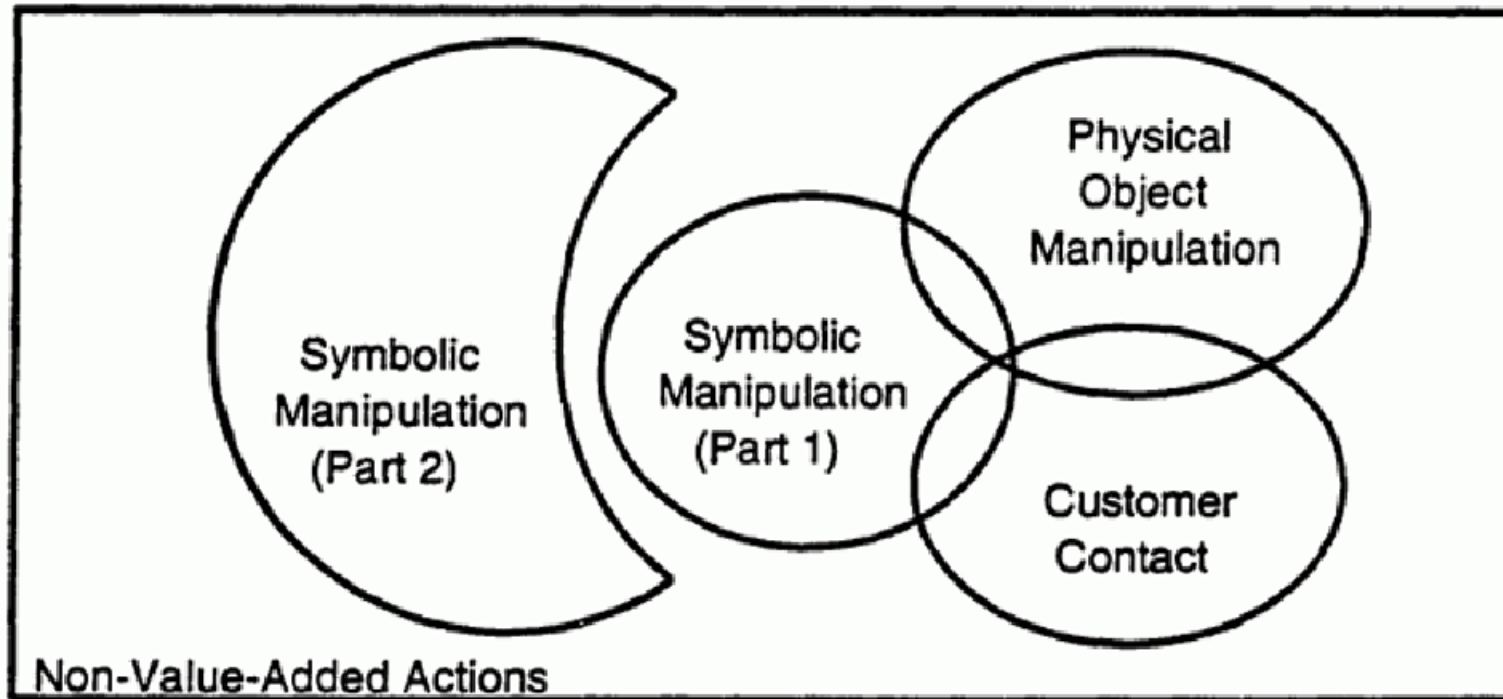 Physical
Object
Manipulation
Symbolic
Manipulation
(Part 1)
Symbolic
Manipulation
(Part 2)
Customer
Contact
Non-Value-Added Actions